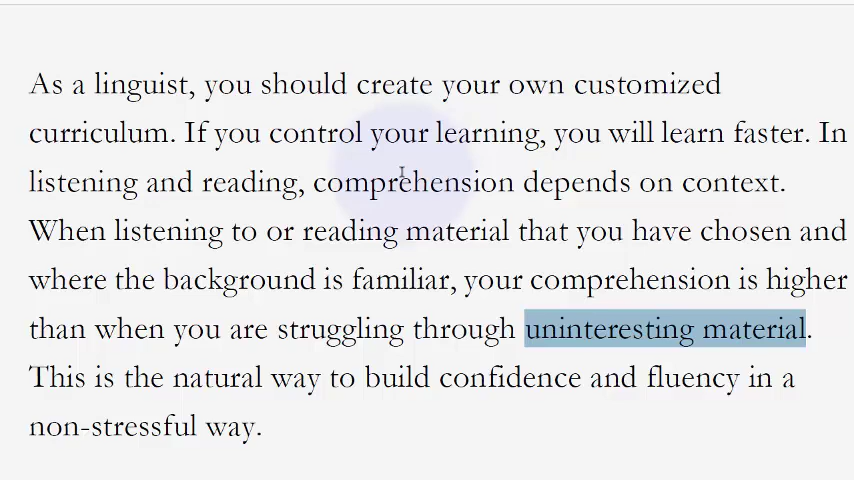 As a linguist, you should create your own customized
curriculum. If you control your learning, you will learn faster. In
listening and reading, comprehension depends on context.
When listening to or reading material that you have chosen and
where the background is familiar, your comprehension is higher
than when you are struggling through uninteresting material.
This is the natural way to build confidence and fluency in a
non-stressful way.